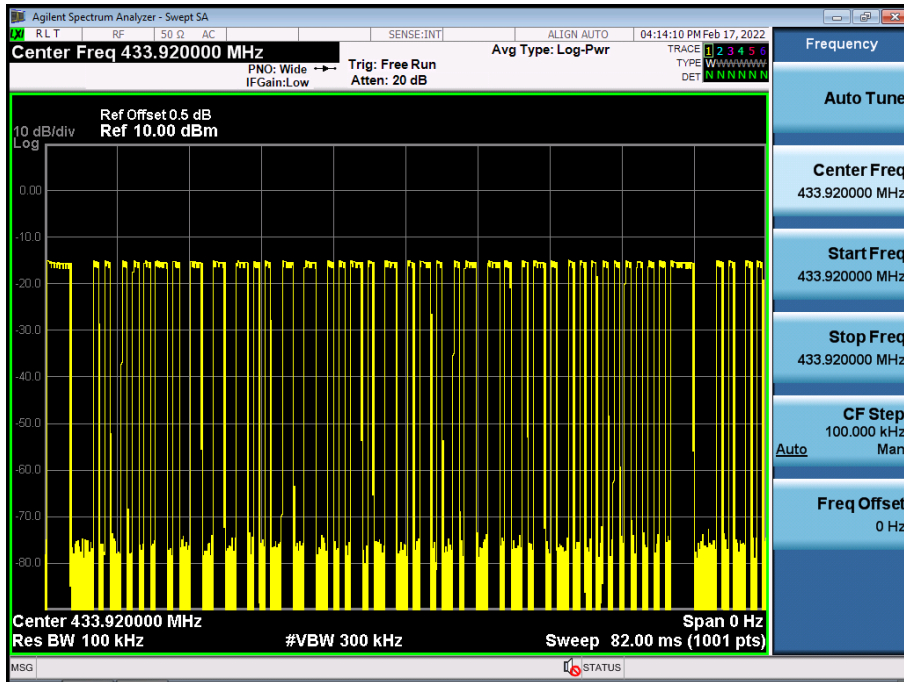 Agilent Spectrum Analyzer - Swept SA
LXI RLT RF 50 Ω AC SENSE:INT ALIGN AUTO 04:14:10 PM Feb 17, 2022
Center Freq 433.920000 MHz
Avg Type: Log-Pwr
TRACE 1 2 3 4 5 6
PNO: Wide
Trig: Free Run
TYPE WWWWWW
IFGain:Low
Atten: 20 dB
DET N N N N N N
Ref Offset 0.5 dB
10 dB/div Ref 10.00 dBm
Log
0.00
-10.0
-20.0
-30.0
-40.0
-50.0
-60.0
-70.0
-80.0
Center 433.920000 MHz Span 0 Hz
Res BW 100 kHz #VBW 300 kHz Sweep 82.00 ms (1001 pts)
MSG STATUS
Frequency
Auto Tune
Center Freq
433.920000 MHz
Start Freq
433.920000 MHz
Stop Freq
433.920000 MHz
CF Step
100.000 kHz
Auto Man
Freq Offset
0 Hz